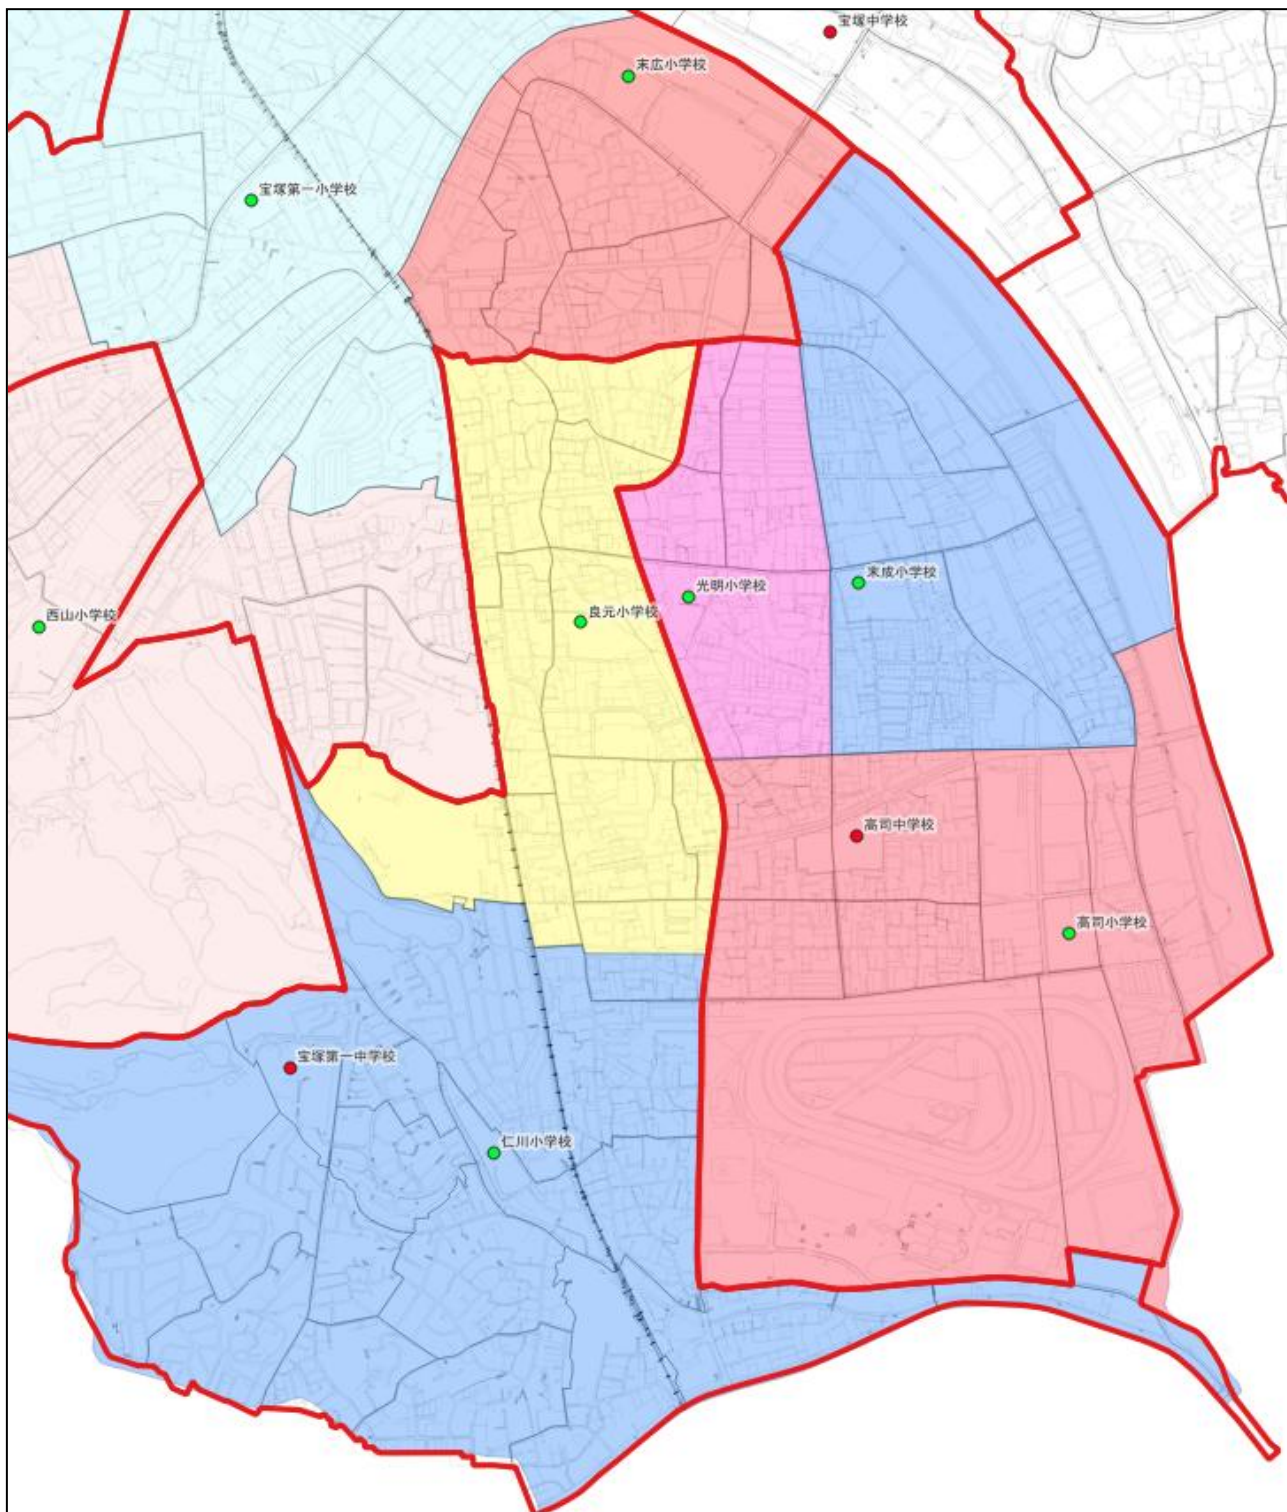 宝塚中学校
末広小学校
宝塚第一小学校
末成小学校
光明小学校
良元小学校
西山小学校
高司中学校
高司小学校
宝塚第一中学校
仁川小学校